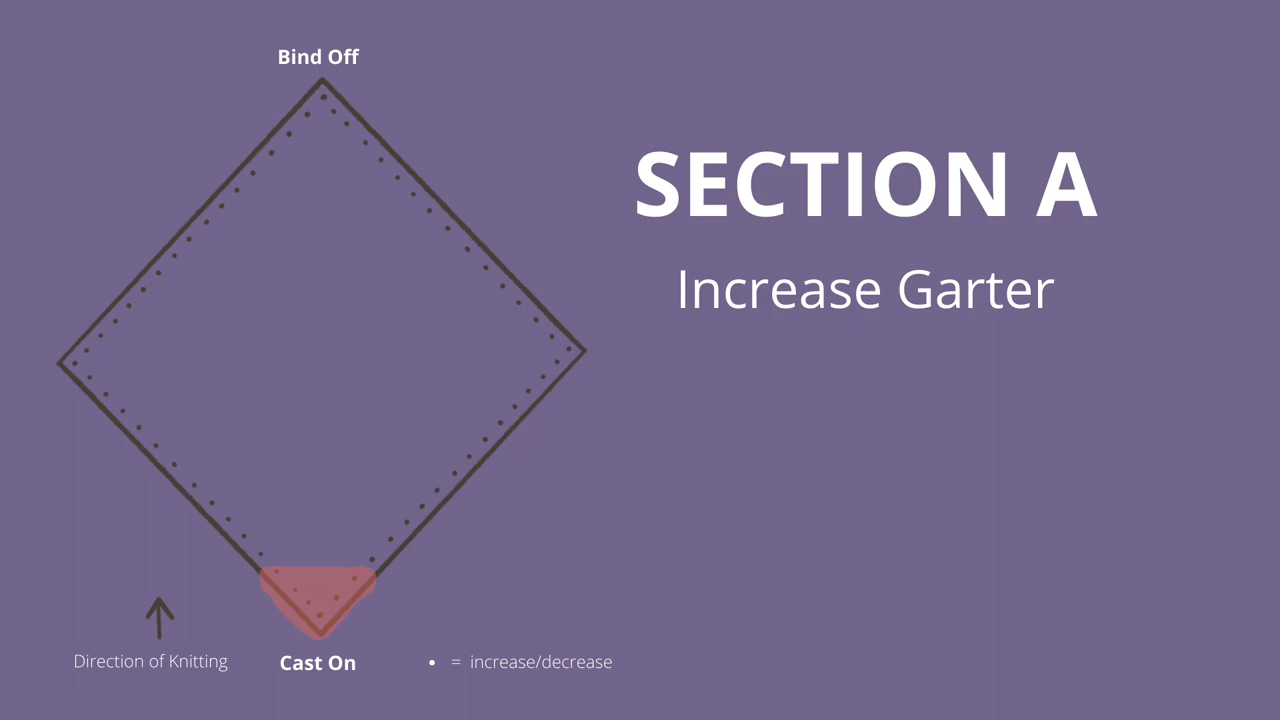 Bind Off
SECTION A
Increase Garter
Direction of Knitting
Cast On
• = increase/decrease